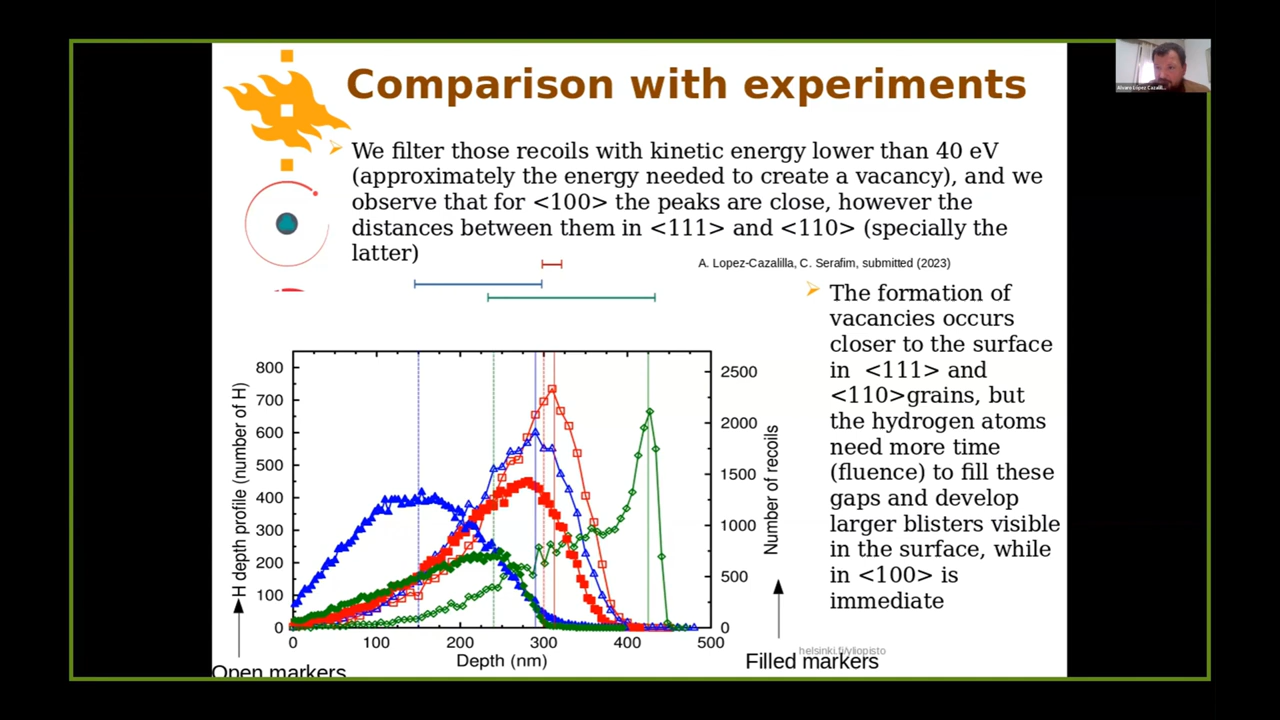 Comparison with experiments
We filter those recoils with kinetic energy lower than 40 eV
(approximately the energy needed to create a vacancy), and we
observe that for <100> the peaks are close, however the
distances between them in <111> and <110> (specially the
latter)
A. Lopez-Cazalilla, C. Serafim, submitted (2023)
The formation of
vacancies occurs
closer to the surface
in <111> and
<110>grains, but
the hydrogen atoms
need more time
(fluence) to fill these
gaps and develop
larger blisters visible
in the surface, while
in <100> is
immediate
H depth profile (number of H)
800
700
600
500
400
300
200
100
0
2500
2000
1500
1000
500
0
Number of recoils
0 100 200 300 400 500
Depth (nm)
Open markers
Filled markers
helsinki.fi/yliopisto
Alvaro Lopez Cazalil...